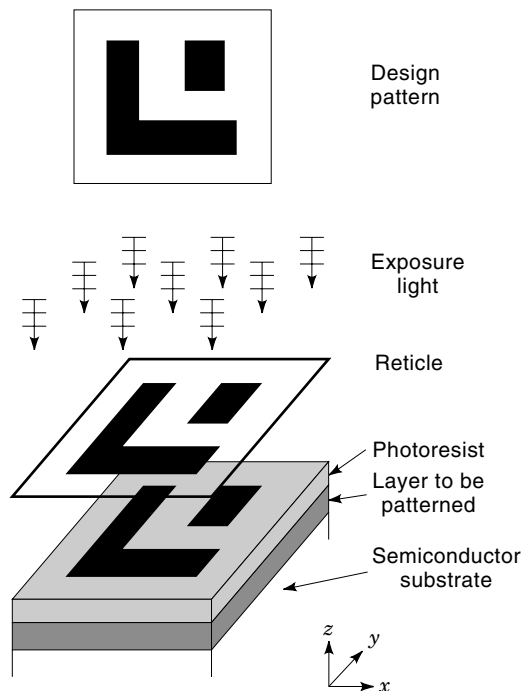 Design
pattern
Exposure
light
Reticle
Photoresist
Layer to be
patterned
Semiconductor
substrate
z
y
x